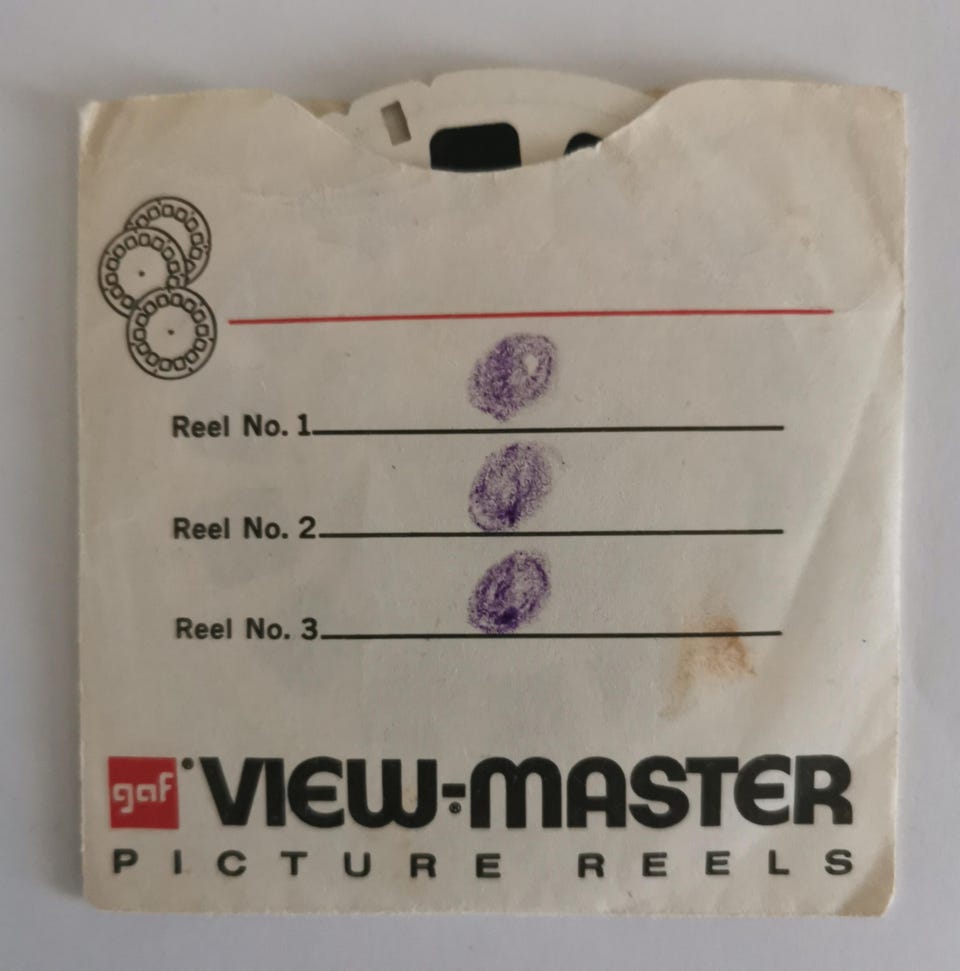 Reel No. 1
Reel No. 2
Reel No. 3
gaf® VIEW-MASTER®
PICTURE REELS